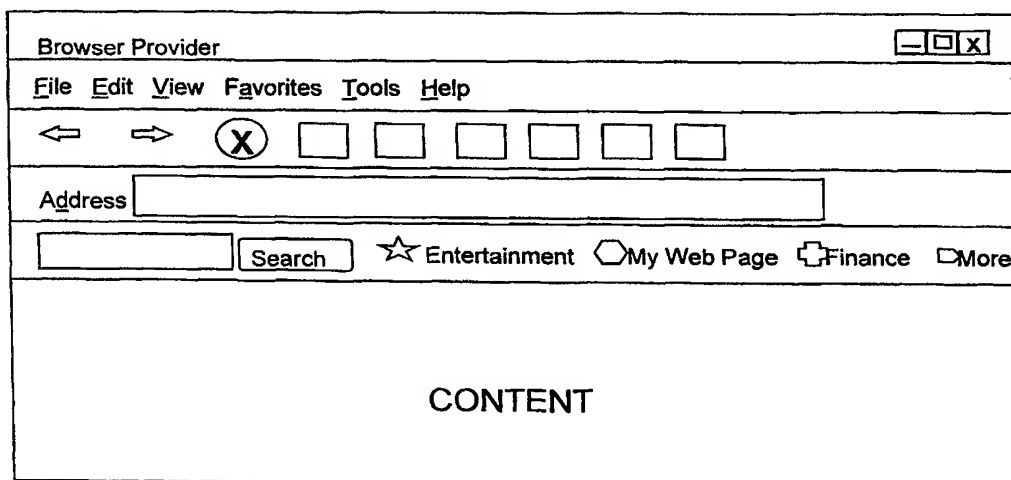 Browser Provider X
File Edit View Favorites Tools Help
X
Address
Search Entertainment My Web Page Finance More
CONTENT